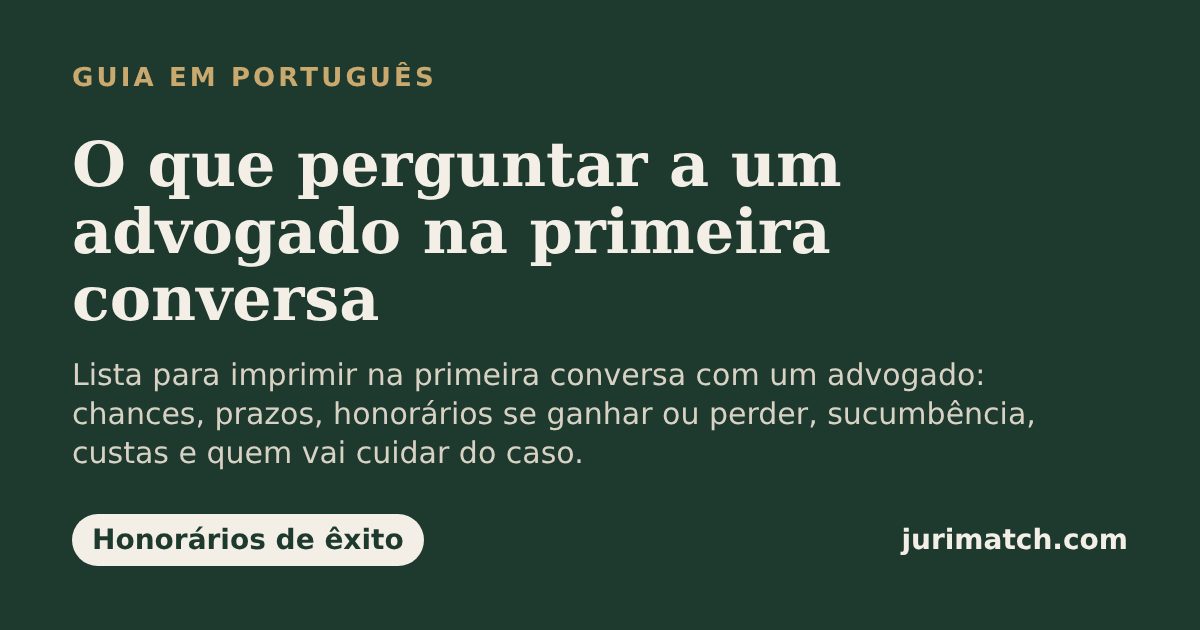 GUIA EM PORTUGUÊS
O que perguntar a um
advogado na primeira
conversa
Lista para imprimir na primeira conversa com um advogado:
chances, prazos, honorários se ganhar ou perder, sucumbência,
custas e quem vai cuidar do caso.
Honorários de êxito
jurimatch.com